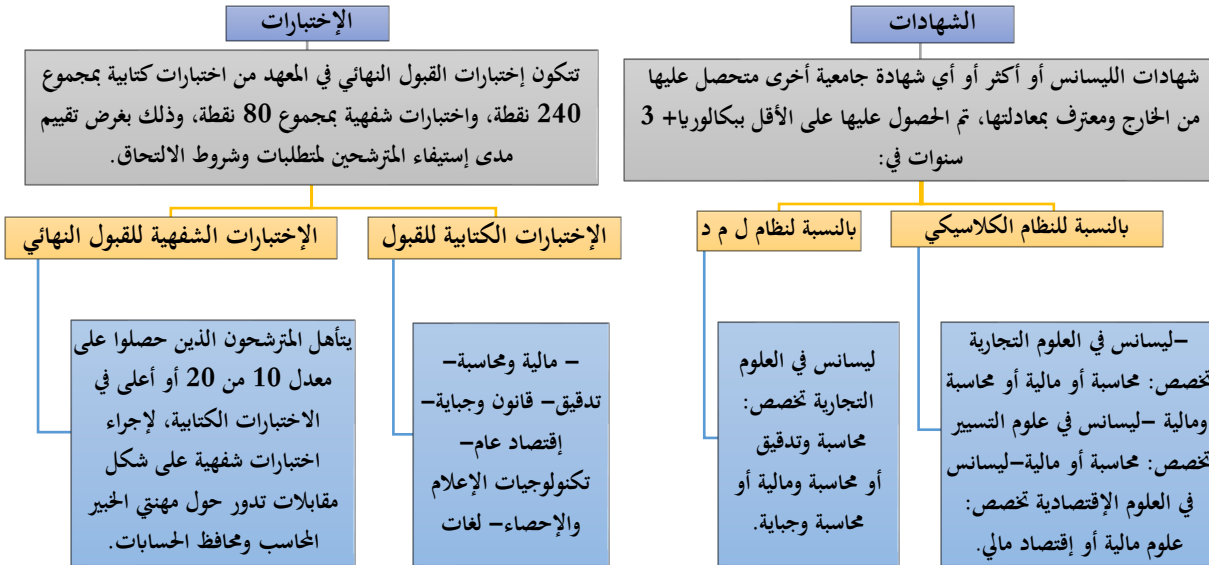 الشهادات
شهادات الليسانس أو أكثر أو أي شهادة جامعية أخرى متحصل عليها
من الخارج ومعترف بمعادلتها، تم الحصول عليها على الأقل ببكالوريا+ 3
سنوات في:
بالنسبة للنظام الكلاسيكي
–ليسانس في العلوم التجارية
تخصص: محاسبة أو مالية أو محاسبة
ومالية –ليسانس في علوم التسيير
تخصص: محاسبة أو مالية–ليسانس
في العلوم الإقتصادية تخصص:
علوم مالية أو إقتصاد مالي.
بالنسبة لنظام ل م د
ليسانس في العلوم
التجارية تخصص:
محاسبة وتدقيق
أو محاسبة ومالية أو
محاسبة وجباية.
الإختبارات
تتكون إختبارات القبول النهائي في المعهد من اختبارات كتابية بمجموع
240 نقطة، واختبارات شفهية بمجموع 80 نقطة، وذلك بغرض تقييم
مدى إستيفاء المترشحين لمتطلبات وشروط الالتحاق.
الإختبارات الكتابية للقبول
– مالية ومحاسبة–
تدقيق– قانون وجباية–
إقتصاد عام–
تكنولوجيات الإعلام
والإحصاء– لغات
الإختبارات الشفهية للقبول النهائي
يتأهل المترشحون الذين حصلوا على
معدل 10 من 20 أو أعلى في
الاختبارات الكتابية، لإجراء
اختبارات شفهية على شكل
مقابلات تدور حول مهنتي الخبير
المحاسب ومحافظ الحسابات.